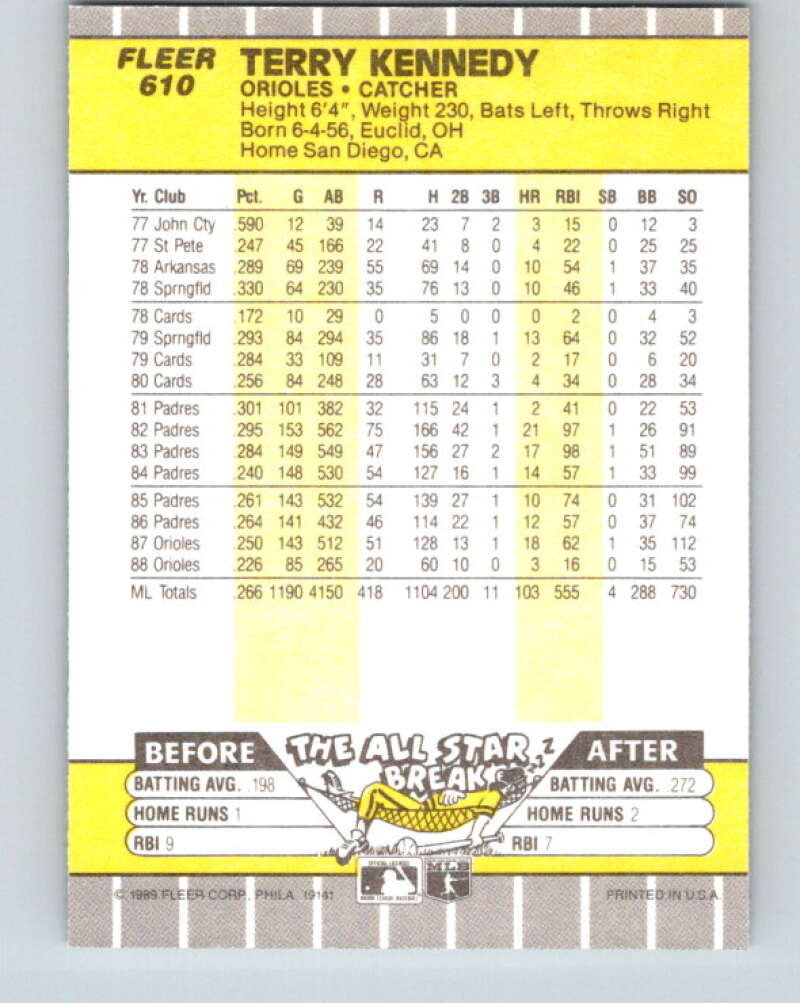 FLEER
610
TERRY KENNEDY
ORIOLES • CATCHER
Height 6'4", Weight 230, Bats Left, Throws Right
Born 6-4-56, Euclid, OH
Home San Diego, CA
Yr. Club Pct. G AB R H 2B 3B HR RBI SB BB SO
77 John Cty .590 12 39 14 23 7 2 3 15 0 12 3
77 St Pete .247 45 166 22 41 8 0 4 22 0 25 25
78 Arkansas .289 69 239 55 69 14 0 10 54 1 37 35
78 Sprngfld .330 64 230 35 76 13 0 10 46 1 33 40
78 Cards .172 10 29 0 5 0 0 0 2 0 4 3
79 Sprngfld .293 84 294 35 86 18 1 13 64 0 32 52
79 Cards .284 33 109 11 31 7 0 2 17 0 6 20
80 Cards .256 84 248 28 63 12 3 4 34 0 28 34
81 Padres .301 101 382 32 115 24 1 2 41 0 22 53
82 Padres .295 153 562 75 166 42 1 21 97 1 26 91
83 Padres .284 149 549 47 156 27 2 17 98 1 51 89
84 Padres .240 148 530 54 127 16 1 14 57 1 33 99
85 Padres .261 143 532 54 139 27 1 10 74 0 31 102
86 Padres .264 141 432 46 114 22 1 12 57 0 37 74
87 Orioles .250 143 512 51 128 13 1 18 62 1 35 112
88 Orioles .226 85 265 20 60 10 0 3 16 0 15 53
ML Totals .266 1190 4150 418 1104 200 11 103 555 4 288 730
BEFORE THE ALL STAR BREAK ZZZ AFTER
BATTING AVG. .198 BATTING AVG. .272
HOME RUNS 1 HOME RUNS 2
RBI 9 RBI 7
OFFICIAL LICENSEE
MAJOR LEAGUE BASEBALL
MLB
© 1989 FLEER CORP., PHILA. 19141 PRINTED IN U.S.A.